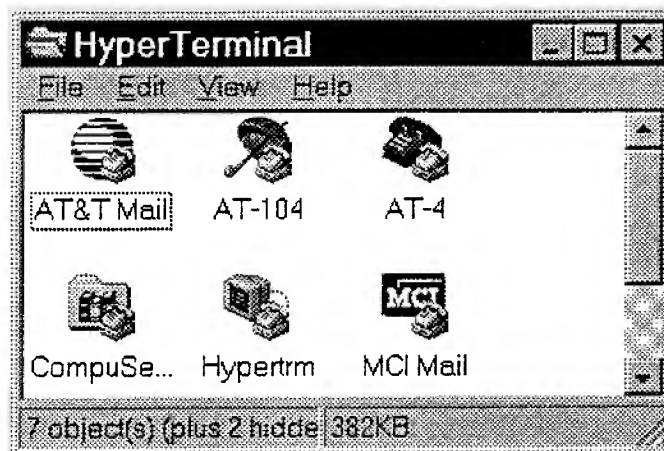 HyperTerminal
File Edit View Help
AT&T Mail AT-104 AT-4
MCI
CompuSe... Hypertrm MCI Mail
7 object(s) (plus 2 hidde 382KB